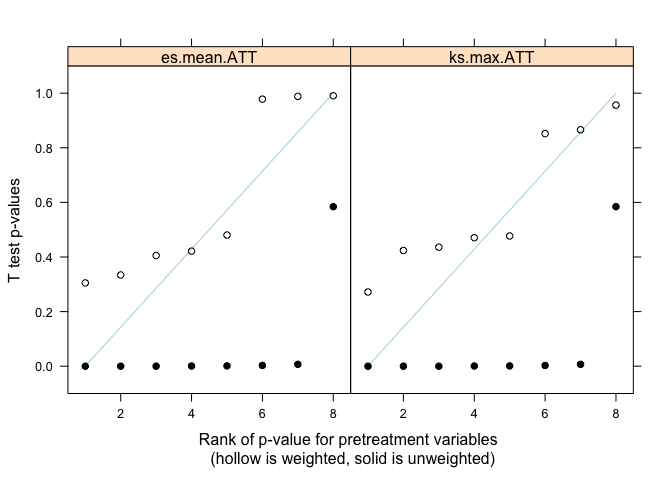 es.mean.ATT ks.max.ATT
1.0
0.8
0.6
0.4
0.2
0.0
T test p-values
2 4 6 8 2 4 6 8
Rank of p-value for pretreatment variables
(hollow is weighted, solid is unweighted)